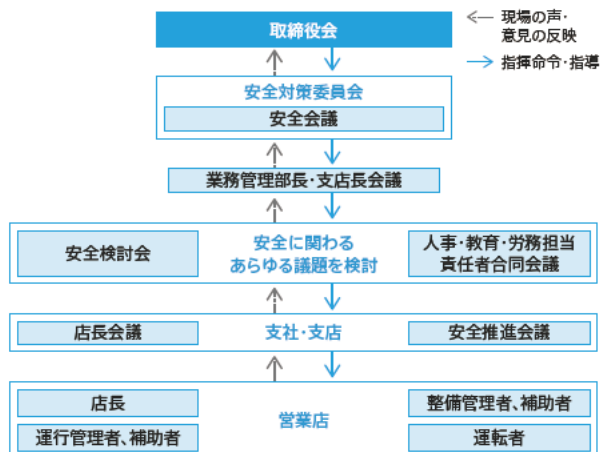 取締役会
現場の声・
意見の反映
指揮命令・指導
安全対策委員会
安全会議
業務管理部長・支店長会議
安全検討会
安全に関わる
あらゆる議題を検討
人事・教育・労務担当
責任者合同会議
店長会議
支社・支店
安全推進会議
店長
運行管理者、補助者
営業店
整備管理者、補助者
運転者